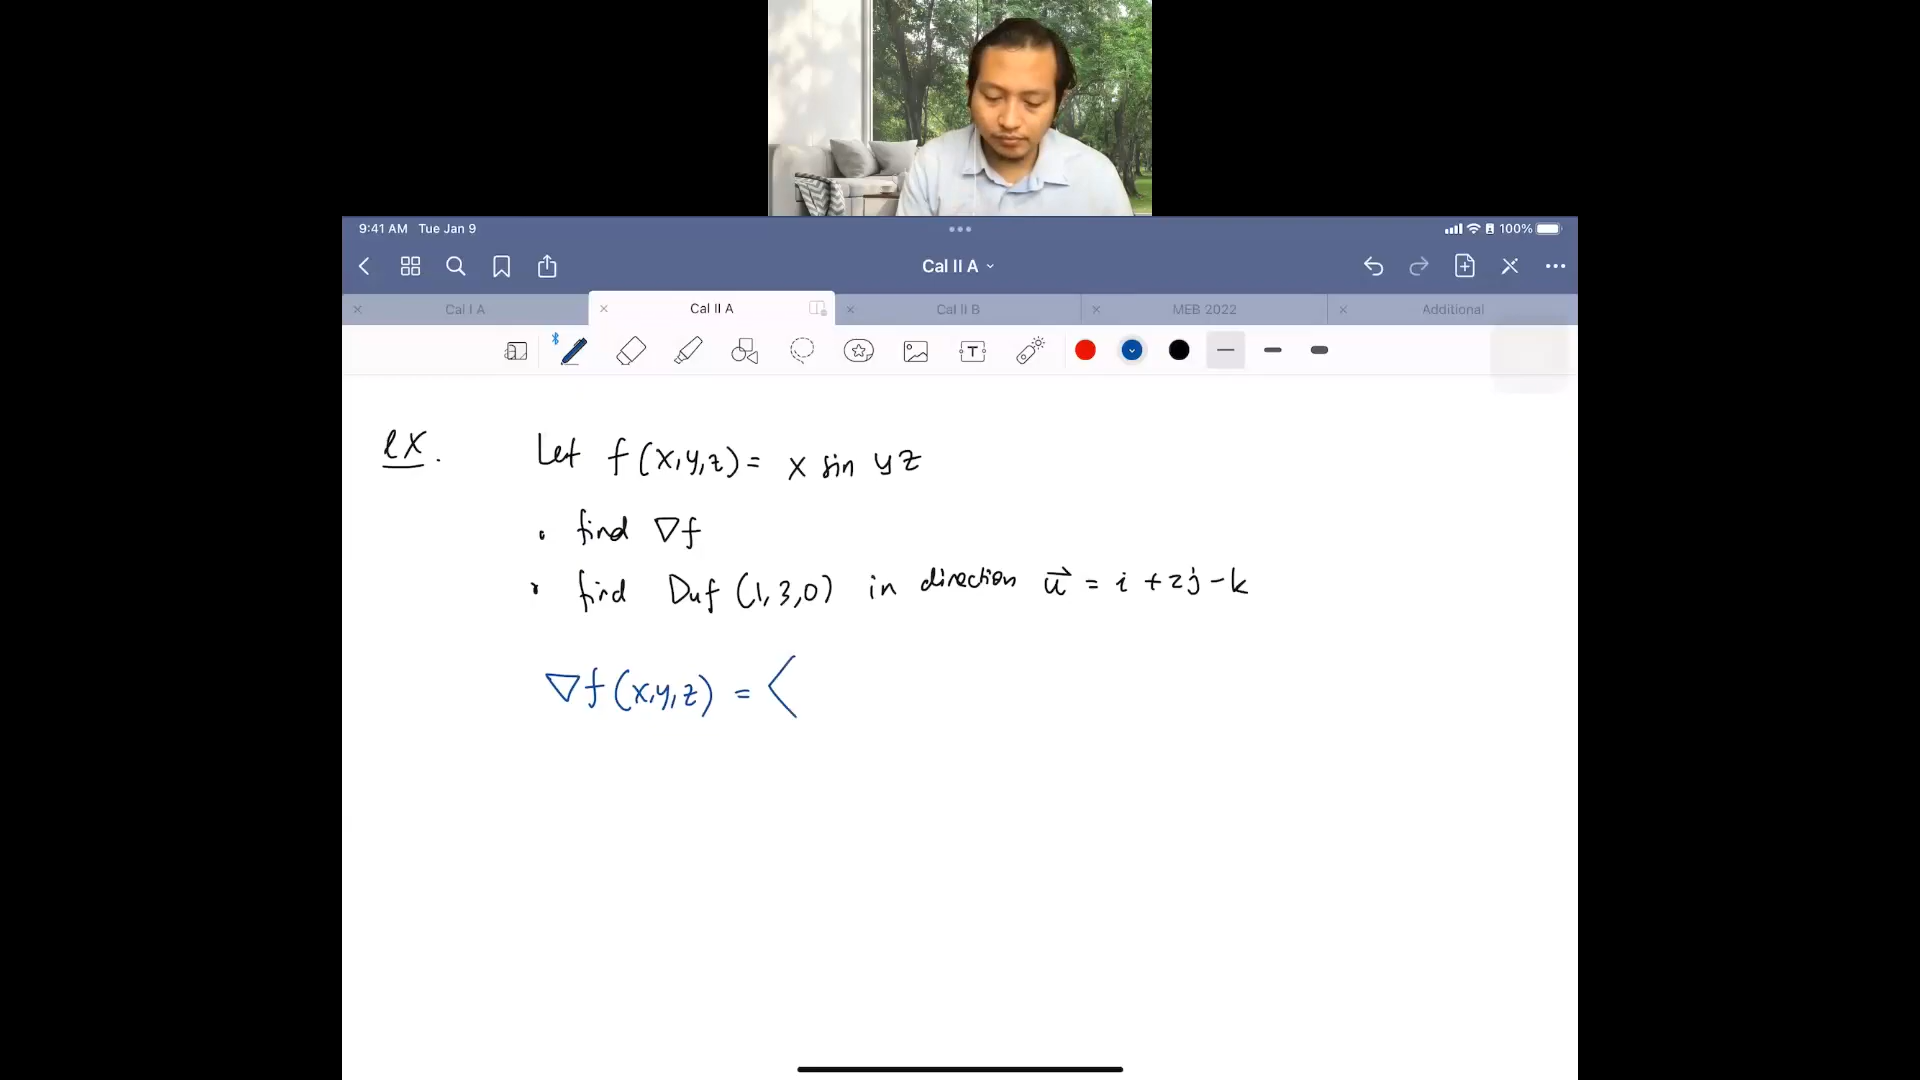 9:41 AM Tue Jan 9
100%
Cal II A
Cal I A
Cal II A
Cal II B
MEB 2022
Additional
T
ex.
Let f(x,y,z) = x sin yz
• find ∇f
• find Duf (1,3,0) in direction u⃗ = i + 2j - k
∇f(x,y,z) = <